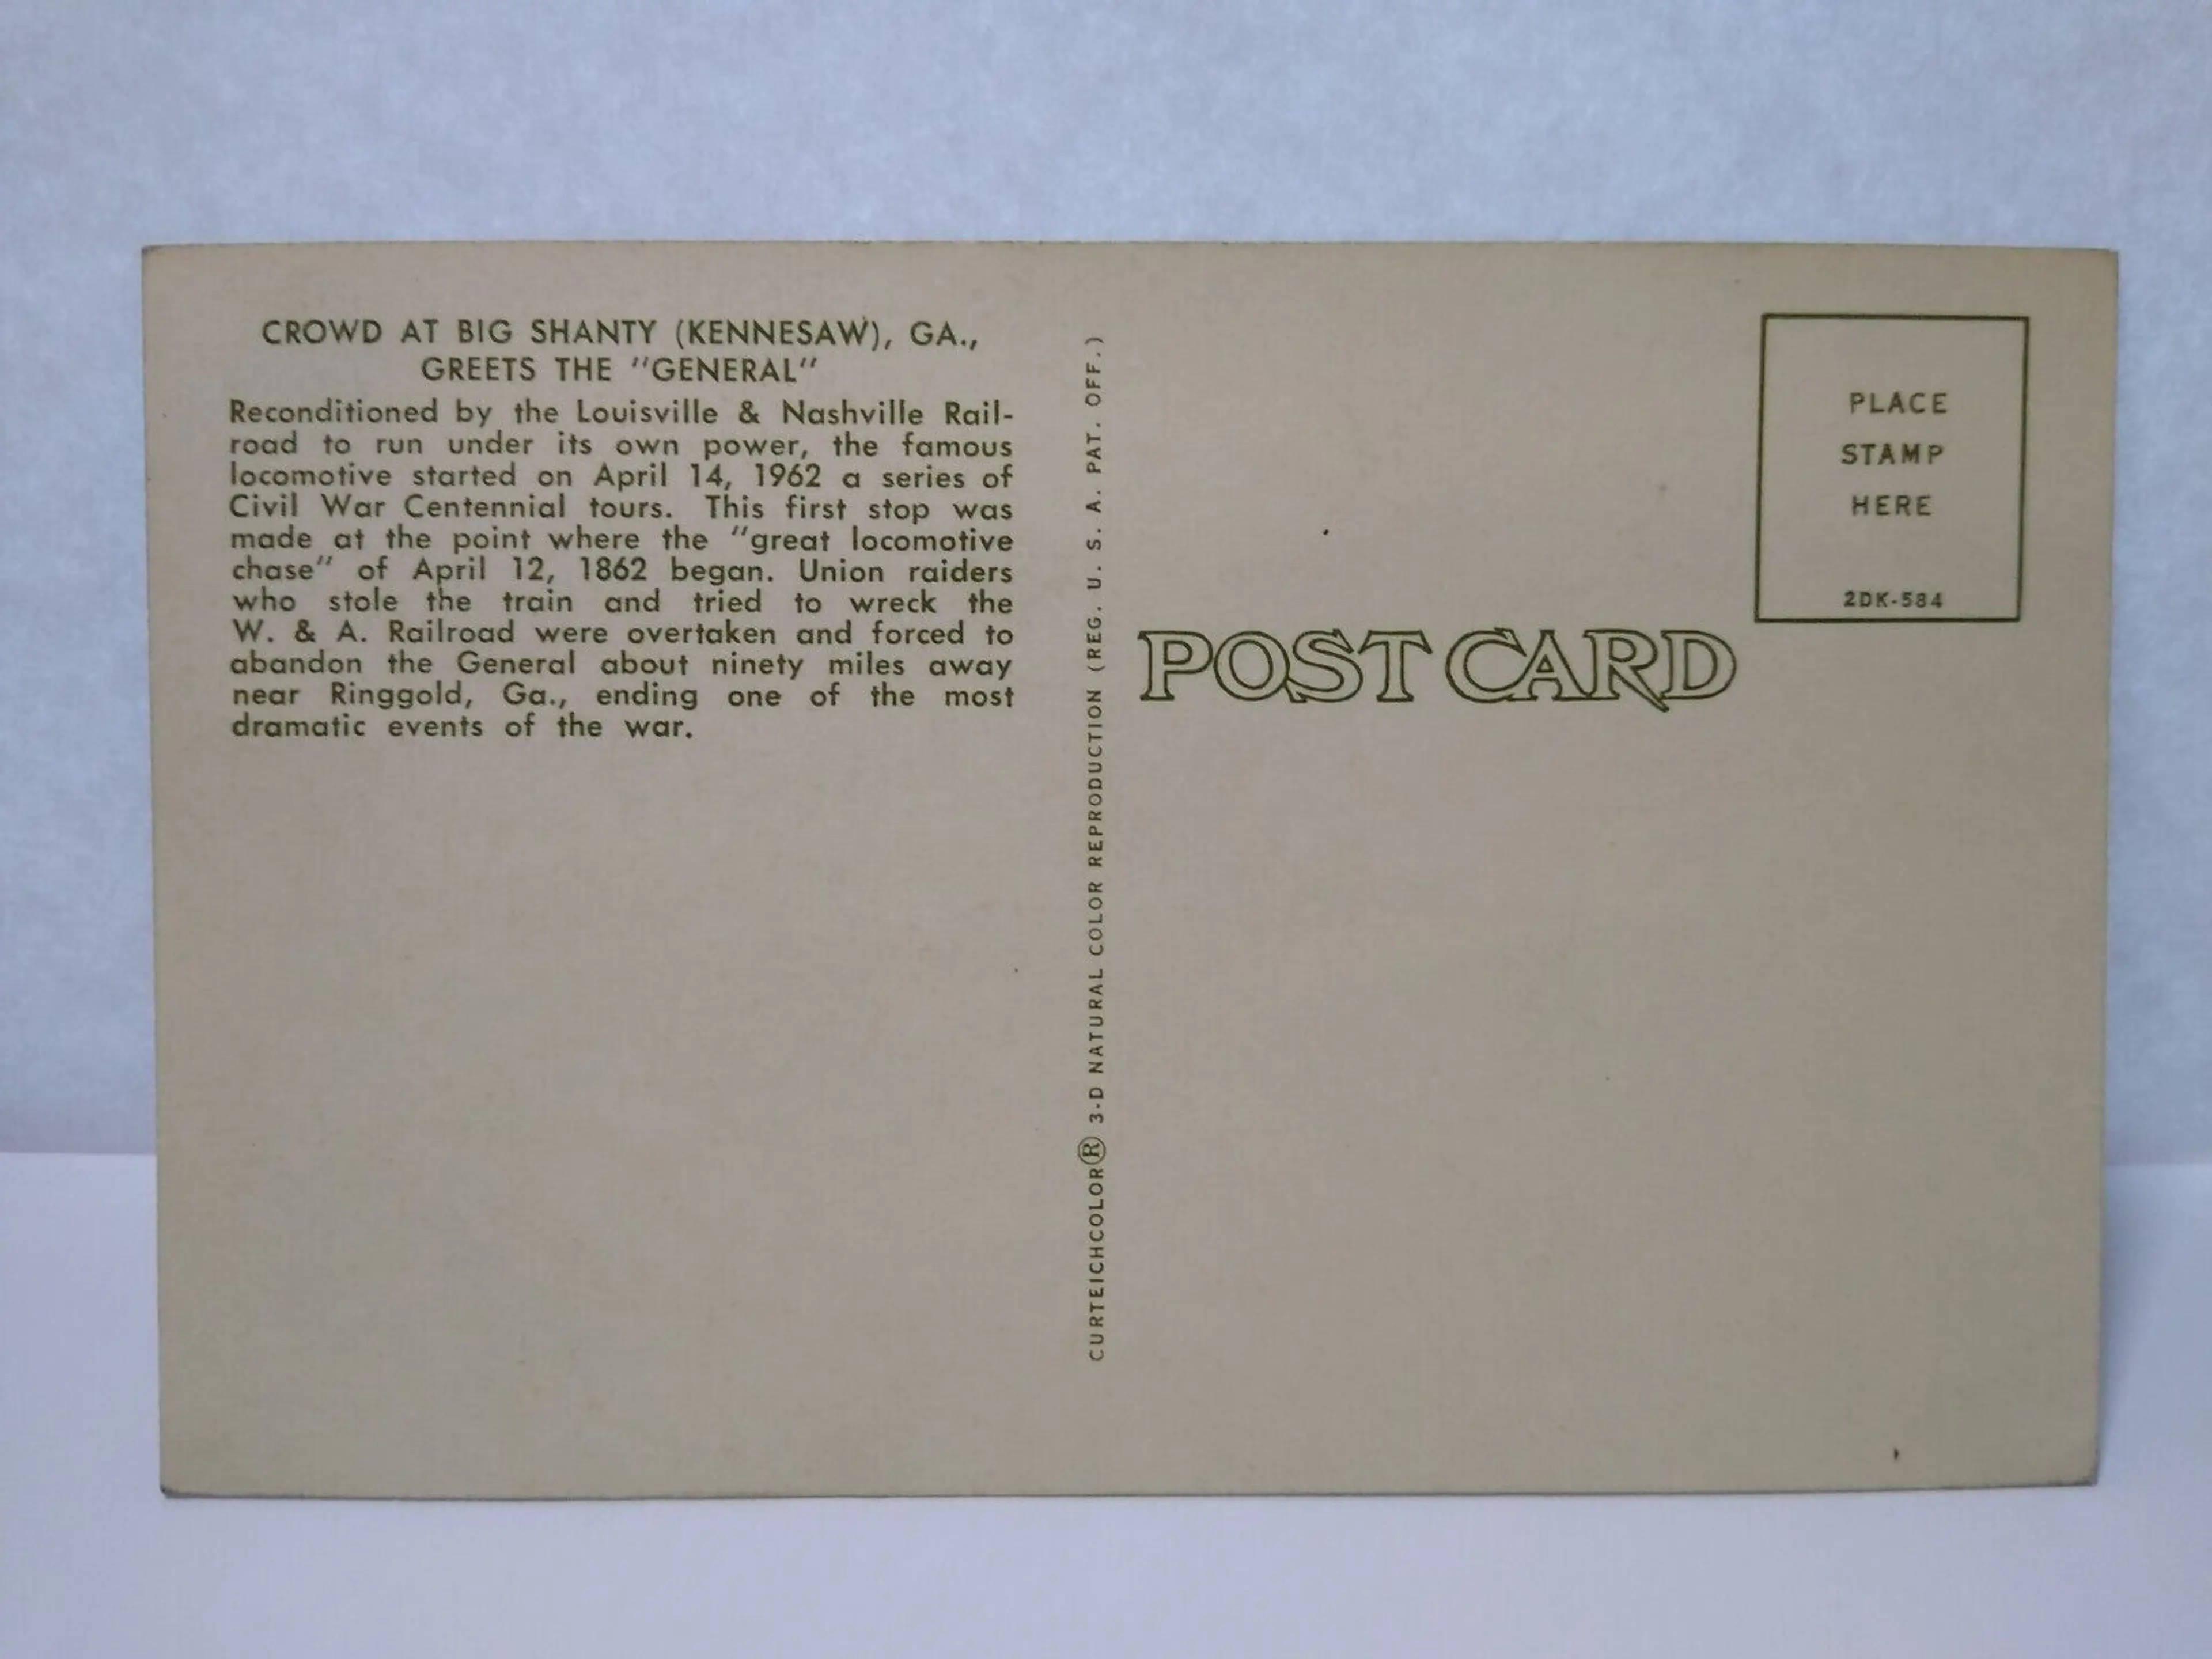 CROWD AT BIG SHANTY (KENNESAW), GA.,
GREETS THE "GENERAL"
Reconditioned by the Louisville & Nashville Rail-
road to run under its own power, the famous
locomotive started on April 14, 1962 a series of
Civil War Centennial tours. This first stop was
made at the point where the "great locomotive
chase" of April 12, 1862 began. Union raiders
who stole the train and tried to wreck the
W. & A. Railroad were overtaken and forced to
abandon the General about ninety miles away
near Ringgold, Ga., ending one of the most
dramatic events of the war.
CURTEICHCOLOR® 3-D NATURAL COLOR REPRODUCTION (REG. U. S. A. PAT. OFF.)
POST CARD
PLACE
STAMP
HERE
2DK-584